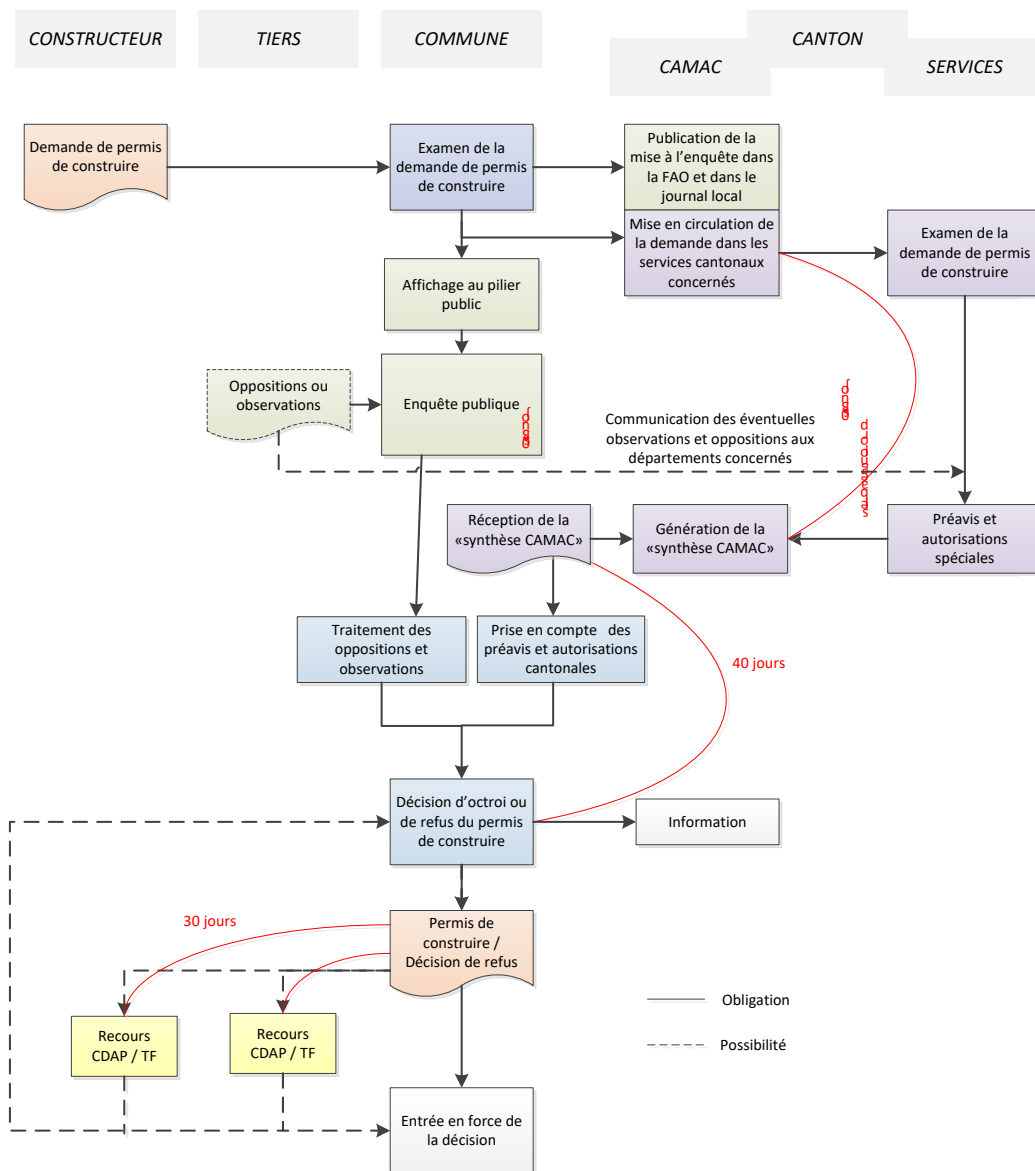 CONSTRUCTEUR
TIERS
COMMUNE
CANTON
CAMAC
SERVICES
Demande de permis
de construire
Examen de la
demande de permis
de construire
Publication de la
mise à l'enquête dans
la FAO et dans le
journal local
Mise en circulation de
la demande dans les
services cantonaux
concernés
Examen de la
demande de permis
de construire
Affichage au pilier
public
Oppositions ou
observations
Enquête publique
Communication des éventuelles
observations et oppositions aux
départements concernés
Réception de la
«synthèse CAMAC»
Génération de la
«synthèse CAMAC»
Préavis et
autorisations
spéciales
Traitement des
oppositions et
observations
Prise en compte des
préavis et autorisations
cantonales
40 jours
Décision d'octroi ou
de refus du permis
de construire
Information
30 jours
Permis de
construire /
Décision de refus
Recours
CDAP / TF
Recours
CDAP / TF
Obligation
Possibilité
Entrée en force de
la décision